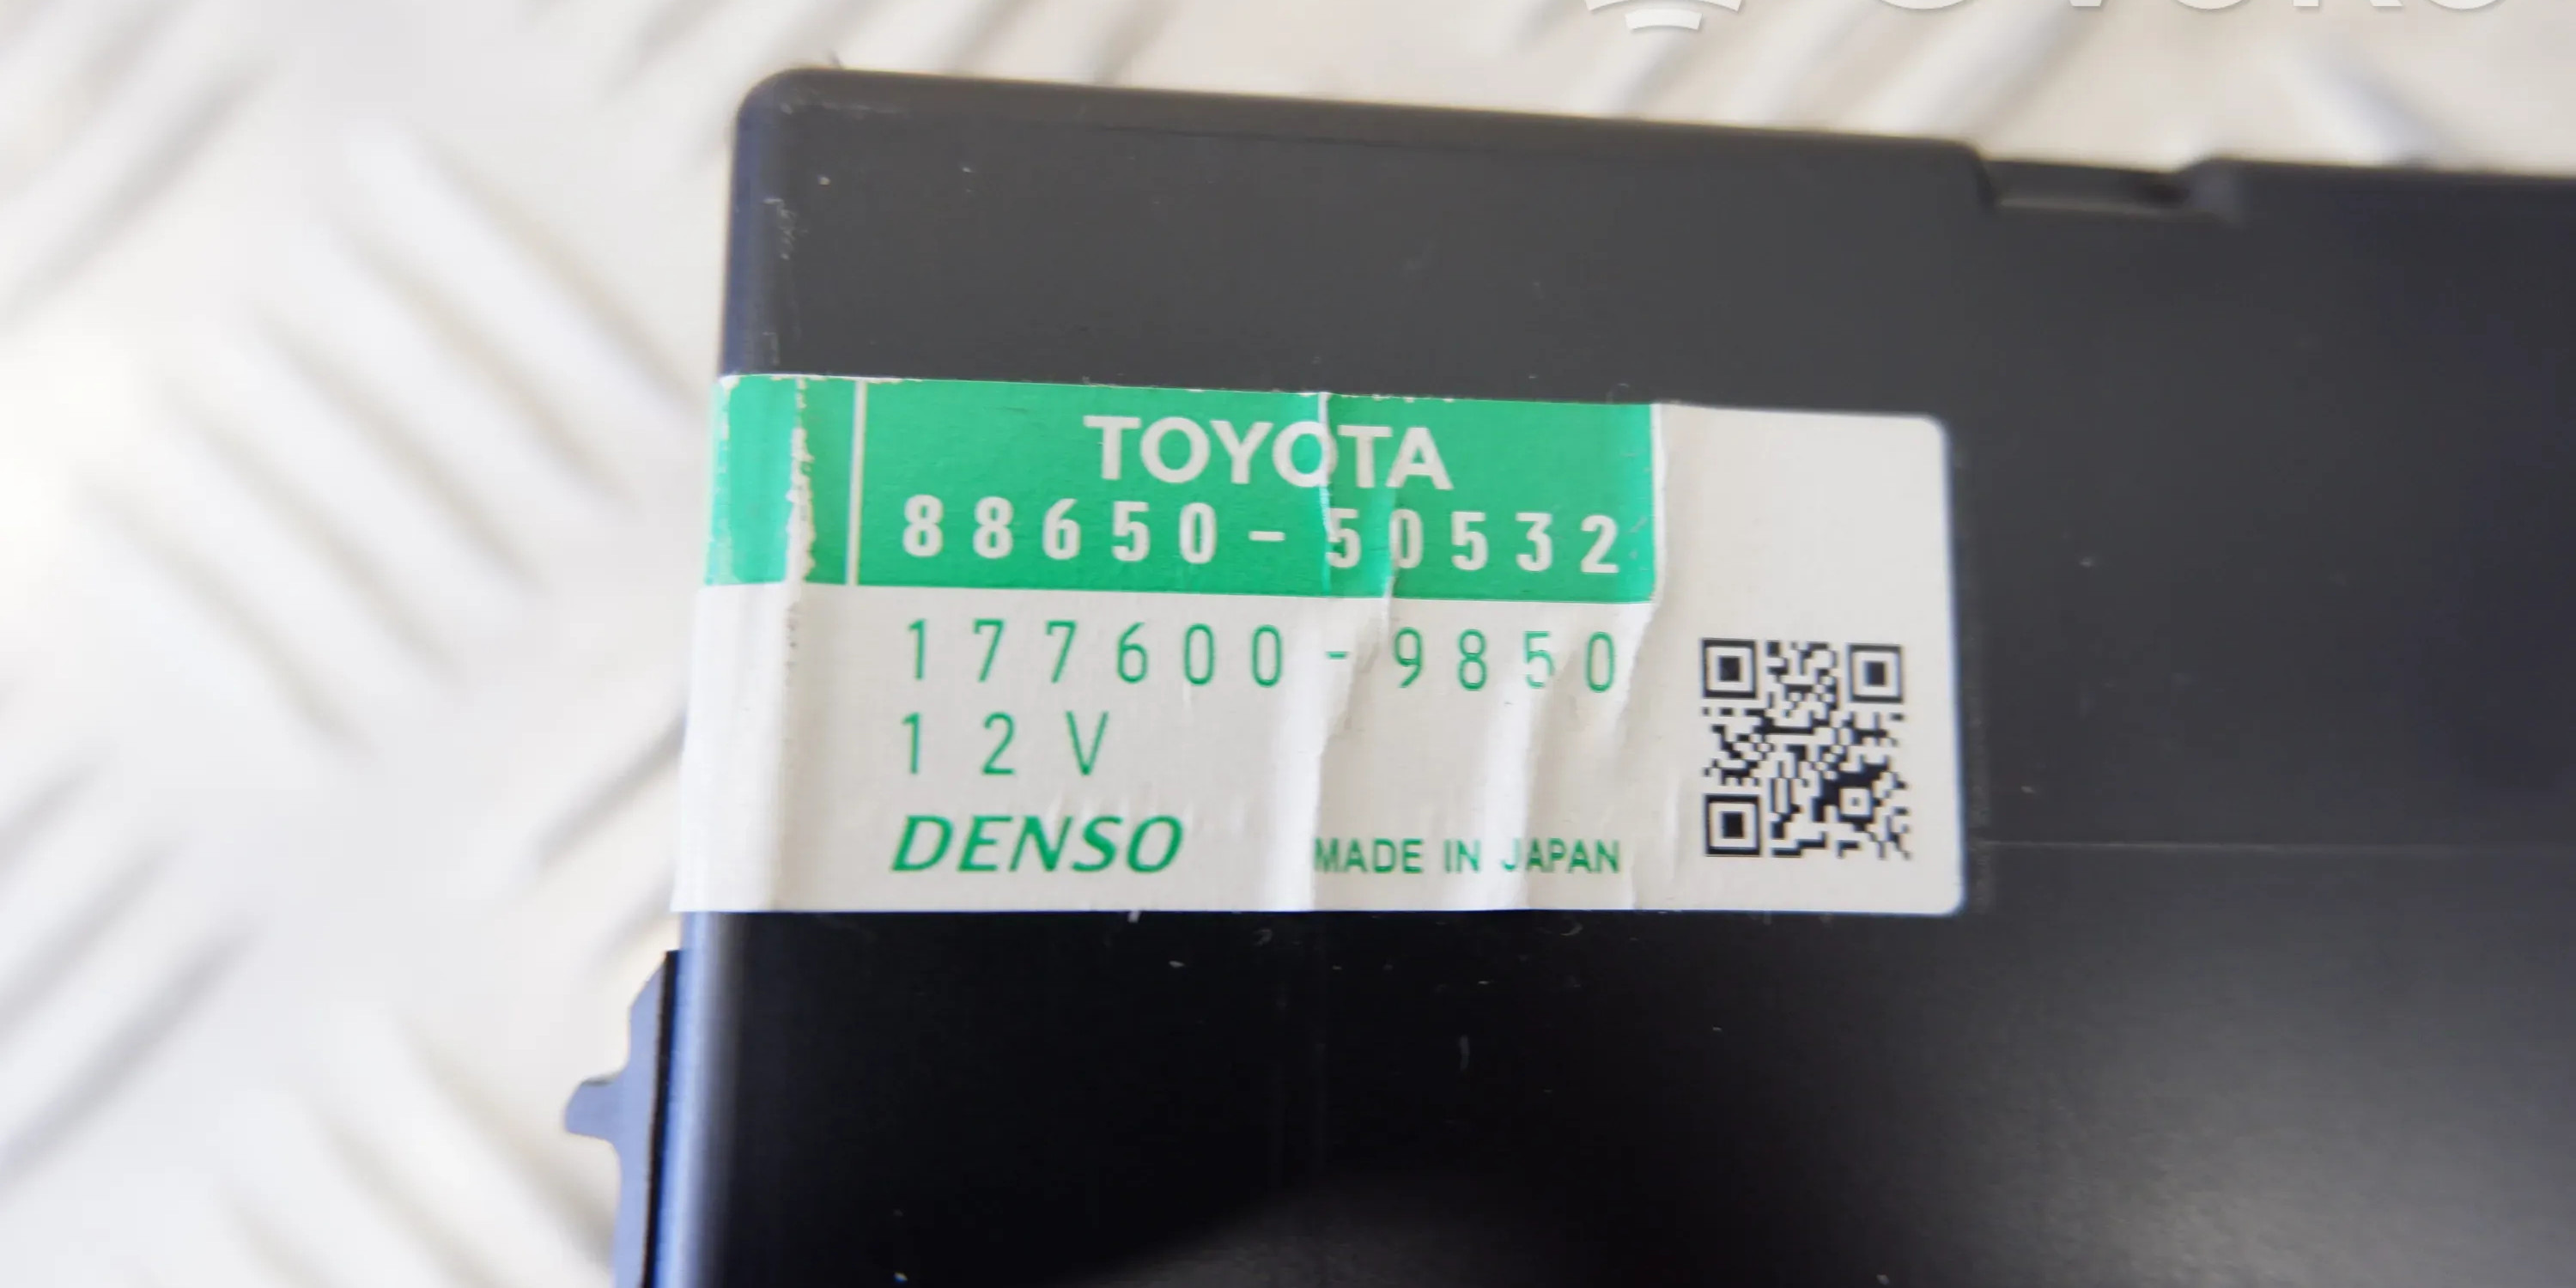 TOYOTA
88650-50532
177600-9850
12V
DENSO
MADE IN JAPAN